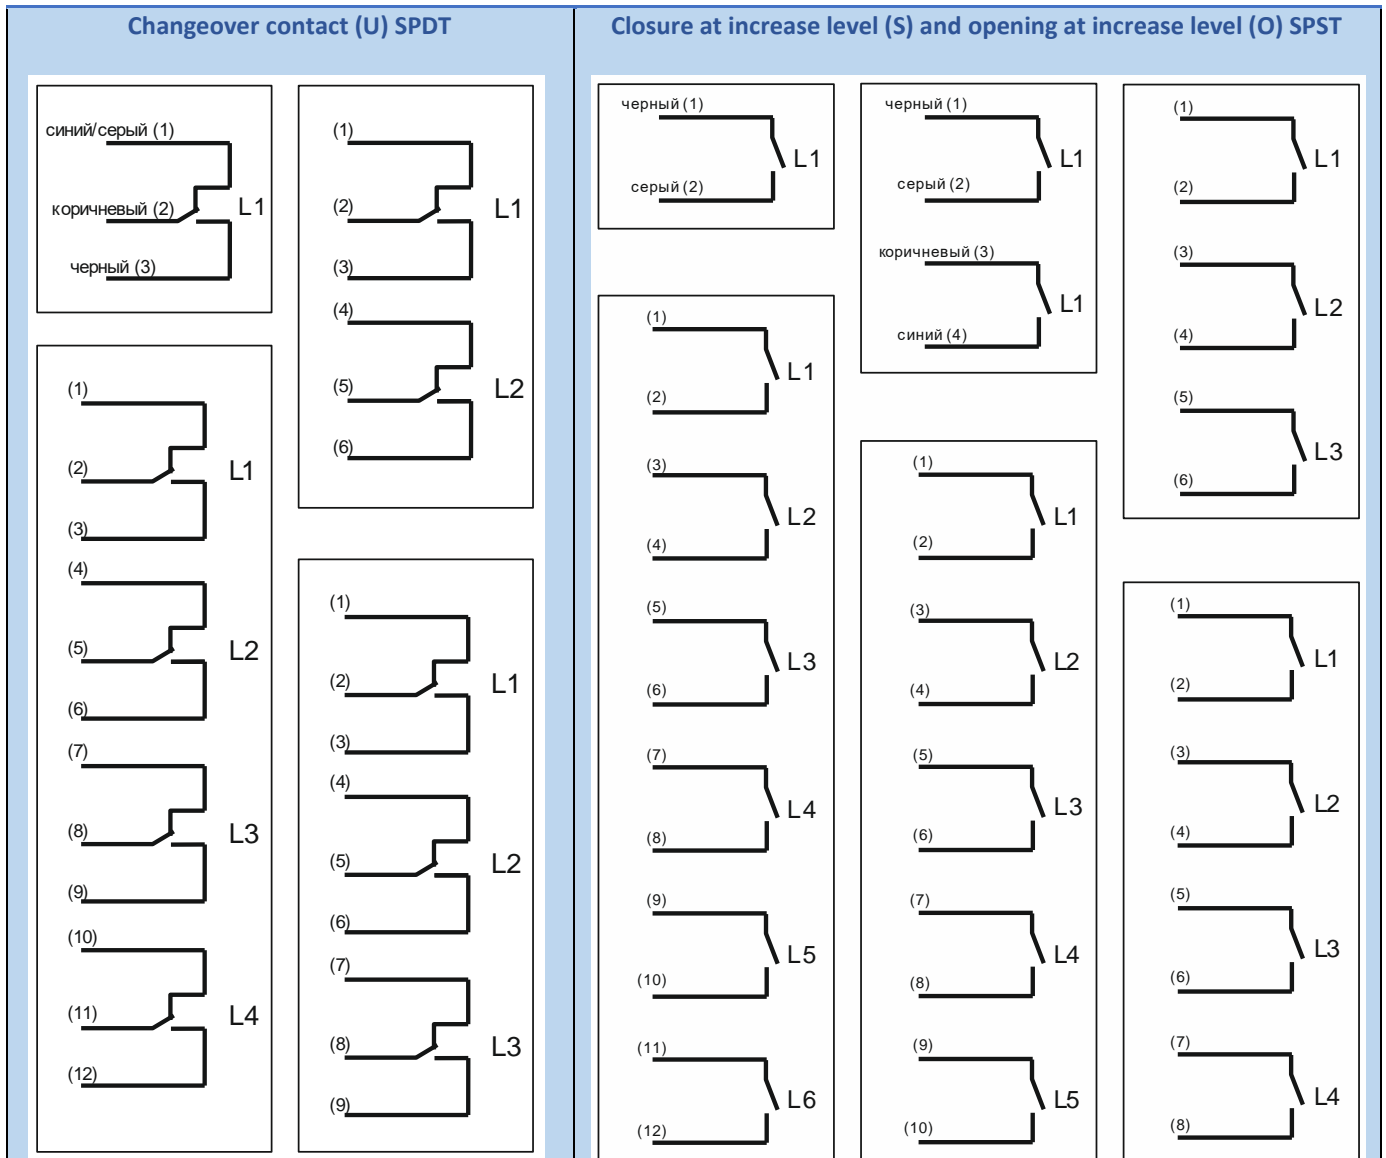 Changeover contact (U) SPDT
Closure at increase level (S) and opening at increase level (O) SPST
синий/серый (1)
коричневый (2)
L1
черный (3)
(1)
(2)
L1
(3)
(4)
(5)
L2
(6)
(1)
(2)
L1
(3)
(4)
(5)
L2
(6)
(7)
(8)
L3
(9)
(10)
(11)
L4
(12)
(1)
(2)
L1
(3)
(4)
(5)
L2
(6)
(7)
(8)
L3
(9)
черный (1)
L1
серый (2)
черный (1)
L1
серый (2)
коричневый (3)
L1
синий (4)
(1)
L1
(2)
(3)
L2
(4)
(5)
L3
(6)
(1)
L1
(2)
(3)
L2
(4)
(5)
L3
(6)
(7)
L4
(8)
(9)
L5
(10)
(11)
L6
(12)
(1)
L1
(2)
(3)
L2
(4)
(5)
L3
(6)
(7)
L4
(8)
(9)
L5
(10)
(1)
L1
(2)
(3)
L2
(4)
(5)
L3
(6)
(7)
L4
(8)